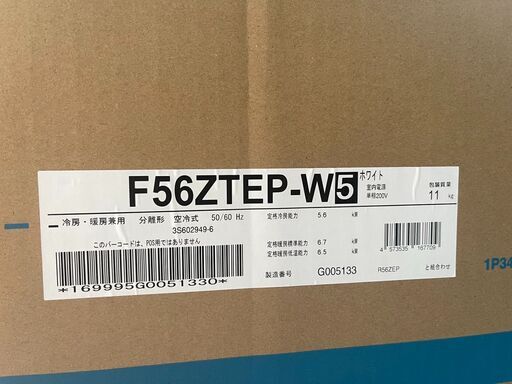 F56ZTEP-W5 ホワイト
室内電源
単相200V
包装質量
11 kg
冷房・暖房兼用 分離形 空冷式 50/60 Hz
3S602949-6
定格冷房能力 5.6 kW
定格暖房標準能力 6.7 kW
定格暖房低温能力 6.5 kW
このバーコードは、POS用ではありません
製造番号 G005133
*169995G0051330*
4 573535 167709
R56ZEP と組合わせ
1P34